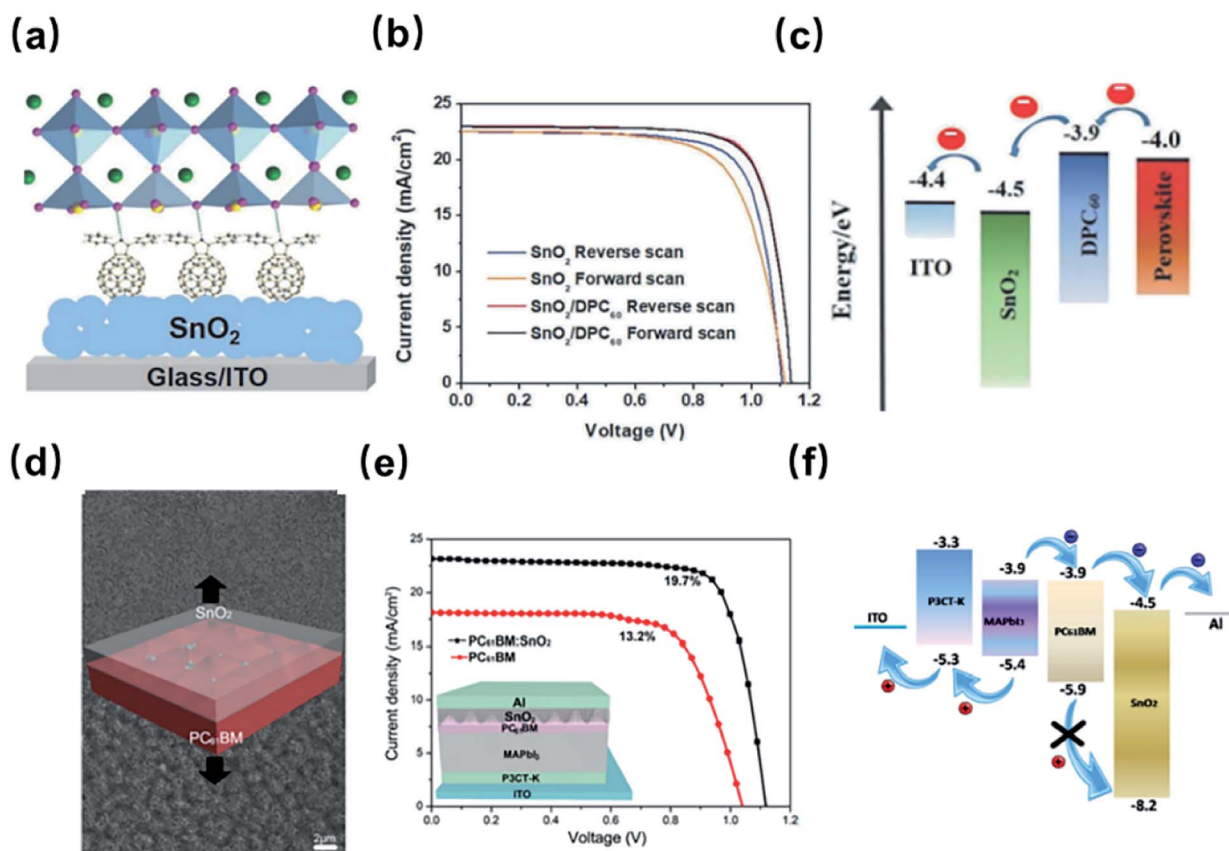 (a)
SnO₂
Glass/ITO
(b)
Current density (mA/cm²)
25
20
15
10
5
0
SnO₂ Reverse scan
SnO₂ Forward scan
SnO₂/DPC₆₀ Reverse scan
SnO₂/DPC₆₀ Forward scan
0.0 0.2 0.4 0.6 0.8 1.0 1.2
Voltage (V)
(c)
Energy/eV
-4.4
ITO
-4.5
SnO₂
-3.9
DPC₆₀
-4.0
Perovskite
(d)
SnO₂
PC₆₁BM
2μm
(e)
Current density (mA/cm²)
25
20
15
10
5
0
19.7%
13.2%
PC₆₁BM:SnO₂
PC₆₁BM
Al
SnO₂
PC₆₁BM
MAPbI₃
P3CT-K
ITO
0.0 0.2 0.4 0.6 0.8 1.0 1.2
Voltage (V)
(f)
ITO
-3.3
P3CT-K
-5.3
-3.9
MAPbI₃
-5.4
-3.9
PC₆₁BM
-5.9
-4.5
SnO₂
-8.2
Al